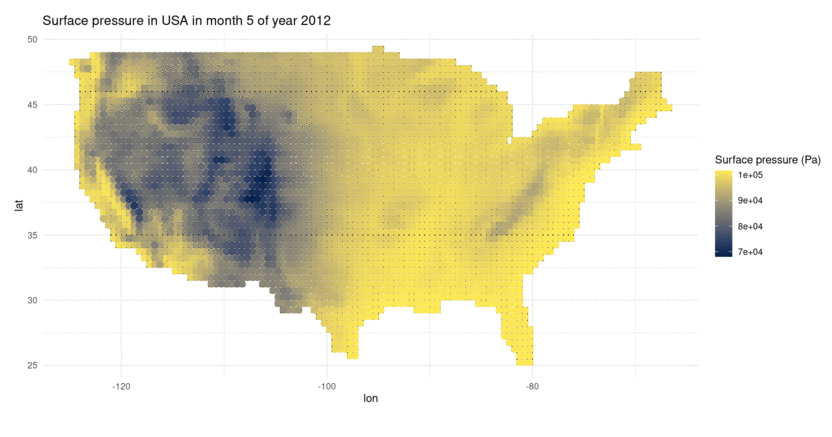 Surface pressure in USA in month 5 of year 2012
50
45
40
35
30
25
lat
-120
-100
-80
lon
Surface pressure (Pa)
1e+05
9e+04
8e+04
7e+04